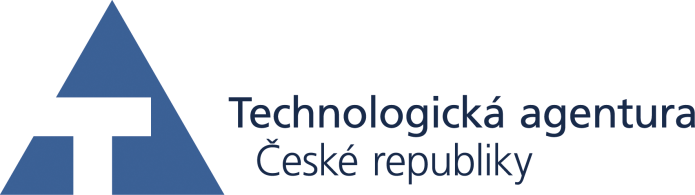 T
Technologická agentura
České republiky